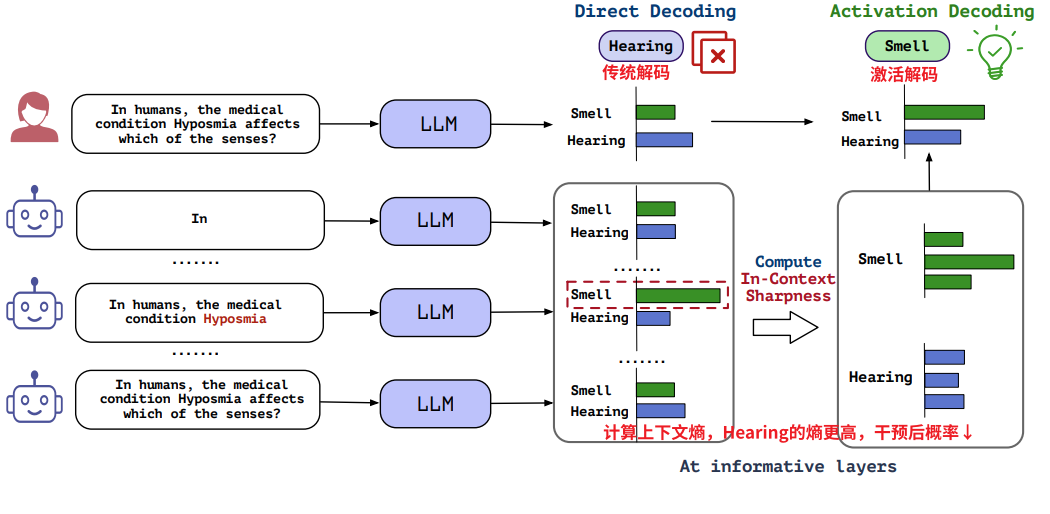 Direct Decoding
Activation Decoding
Hearing
Smell
传统解码
激活解码
In humans, the medical
condition Hyposmia affects
which of the senses?
LLM
Smell
Hearing
Smell
Hearing
In
LLM
Smell
Hearing
.......
.......
In humans, the medical
condition Hyposmia
LLM
Smell
Hearing
.......
.......
In humans, the medical
condition Hyposmia affects
which of the senses?
LLM
Smell
Hearing
Compute
In-Context
Sharpness
Smell
Hearing
计算上下文熵，Hearing的熵更高，干预后概率↓
At informative layers